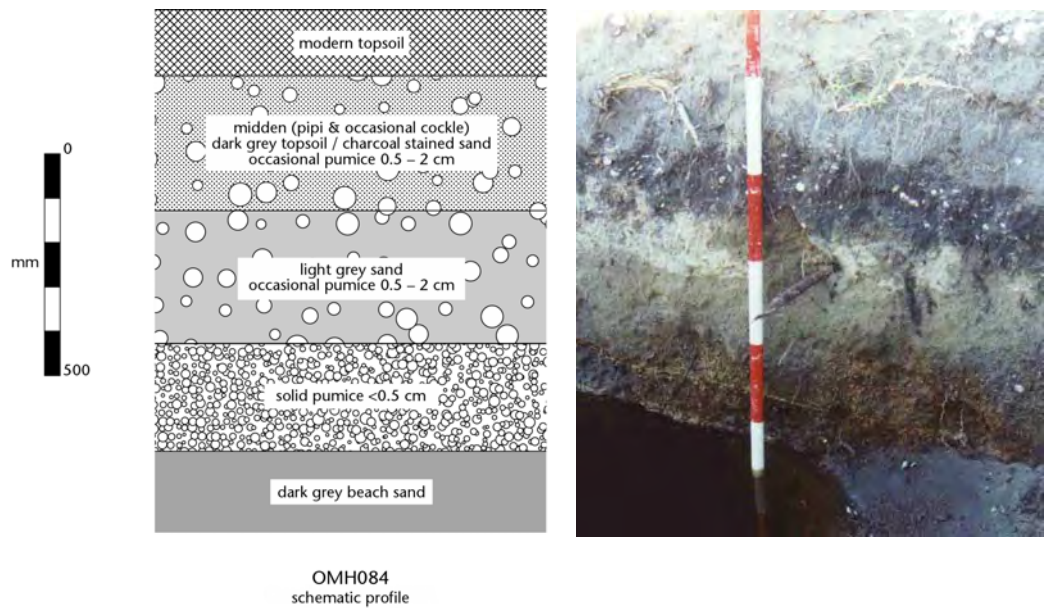 modern topsoil
midden (pipi & occasional cockle)
dark grey topsoil / charcoal stained sand
occasional pumice 0.5 – 2 cm
0
mm
500
light grey sand
occasional pumice 0.5 – 2 cm
solid pumice <0.5 cm
dark grey beach sand
OMH084
schematic profile